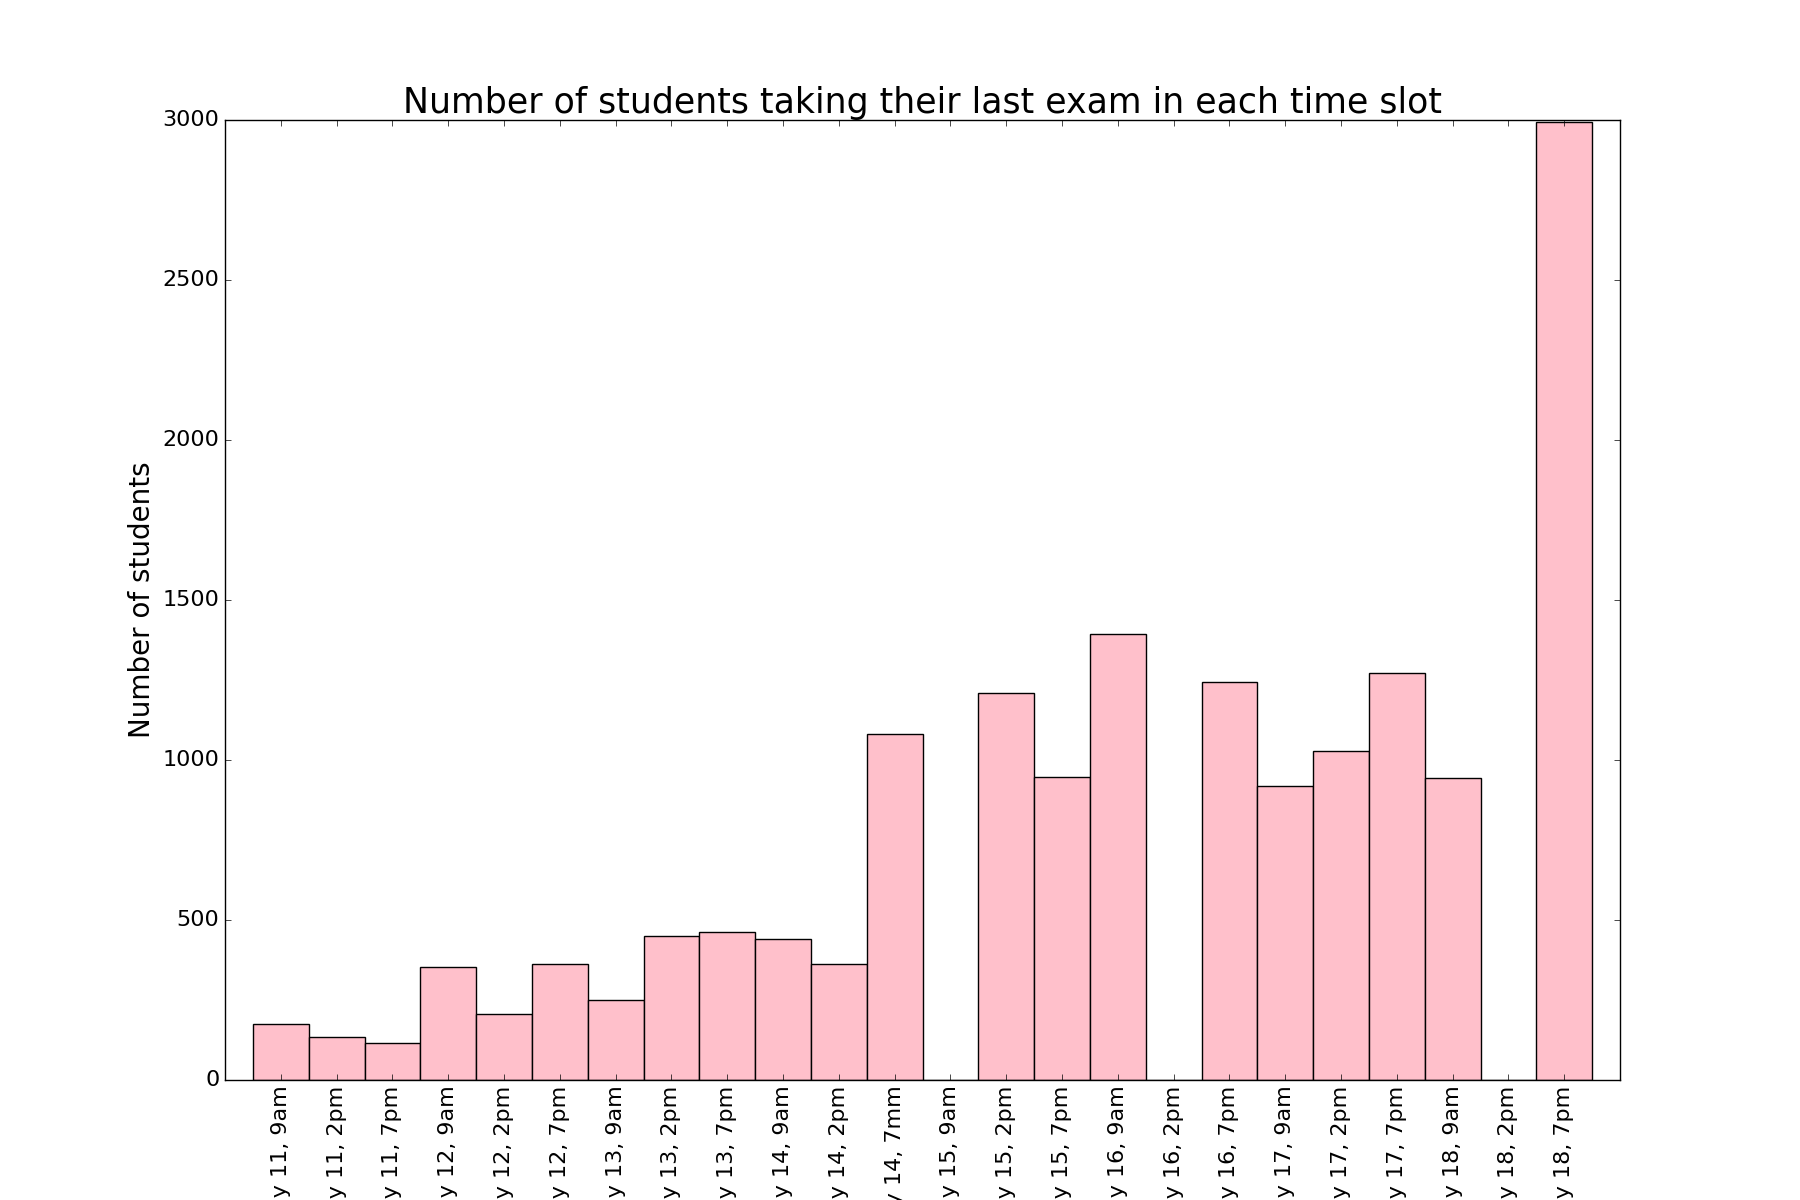 Number of students taking their last exam in each time slot
3000
2500
2000
1500
1000
500
0
Number of students
y 11, 9am
y 11, 2pm
y 11, 7pm
y 12, 9am
y 12, 2pm
y 12, 7pm
y 13, 9am
y 13, 2pm
y 13, 7pm
y 14, 9am
y 14, 2pm
y 14, 7mm
y 15, 9am
y 15, 2pm
y 15, 7pm
y 16, 9am
y 16, 2pm
y 16, 7pm
y 17, 9am
y 17, 2pm
y 17, 7pm
y 18, 9am
y 18, 2pm
y 18, 7pm